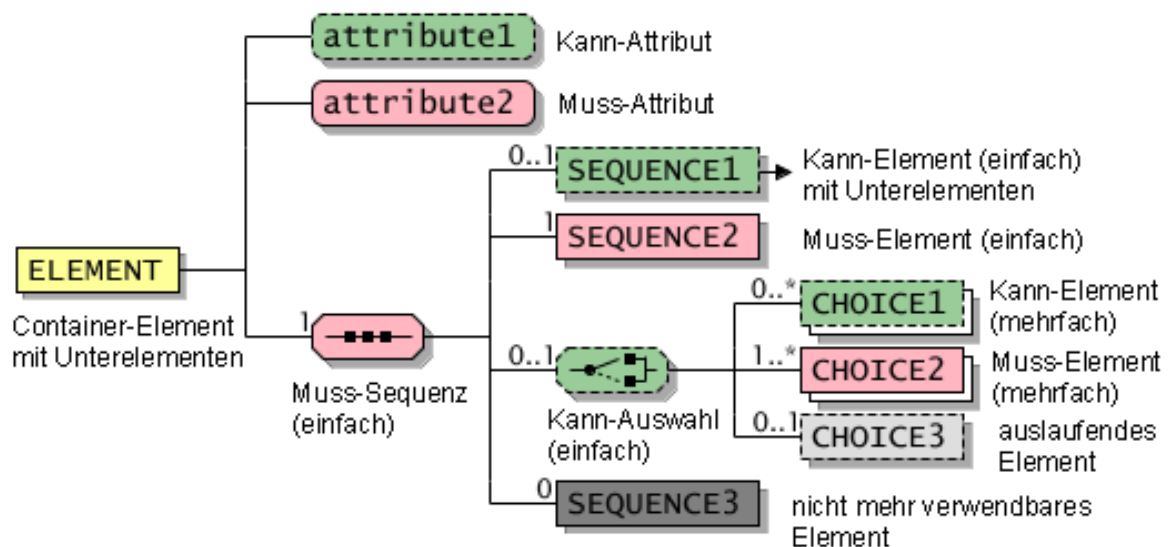 attribute1
Kann-Attribut
attribute2
Muss-Attribut
0..1
SEQUENCE1
Kann-Element (einfach)
mit Unterelementen
1
SEQUENCE2
Muss-Element (einfach)
ELEMENT
Container-Element
mit Unterelementen
1
Muss-Sequenz
(einfach)
0..1
Kann-Auswahl
(einfach)
0..*
CHOICE1
Kann-Element
(mehrfach)
1..*
CHOICE2
Muss-Element
(mehrfach)
0..1
CHOICE3
auslaufendes
Element
0
SEQUENCE3
nicht mehr verwendbares
Element